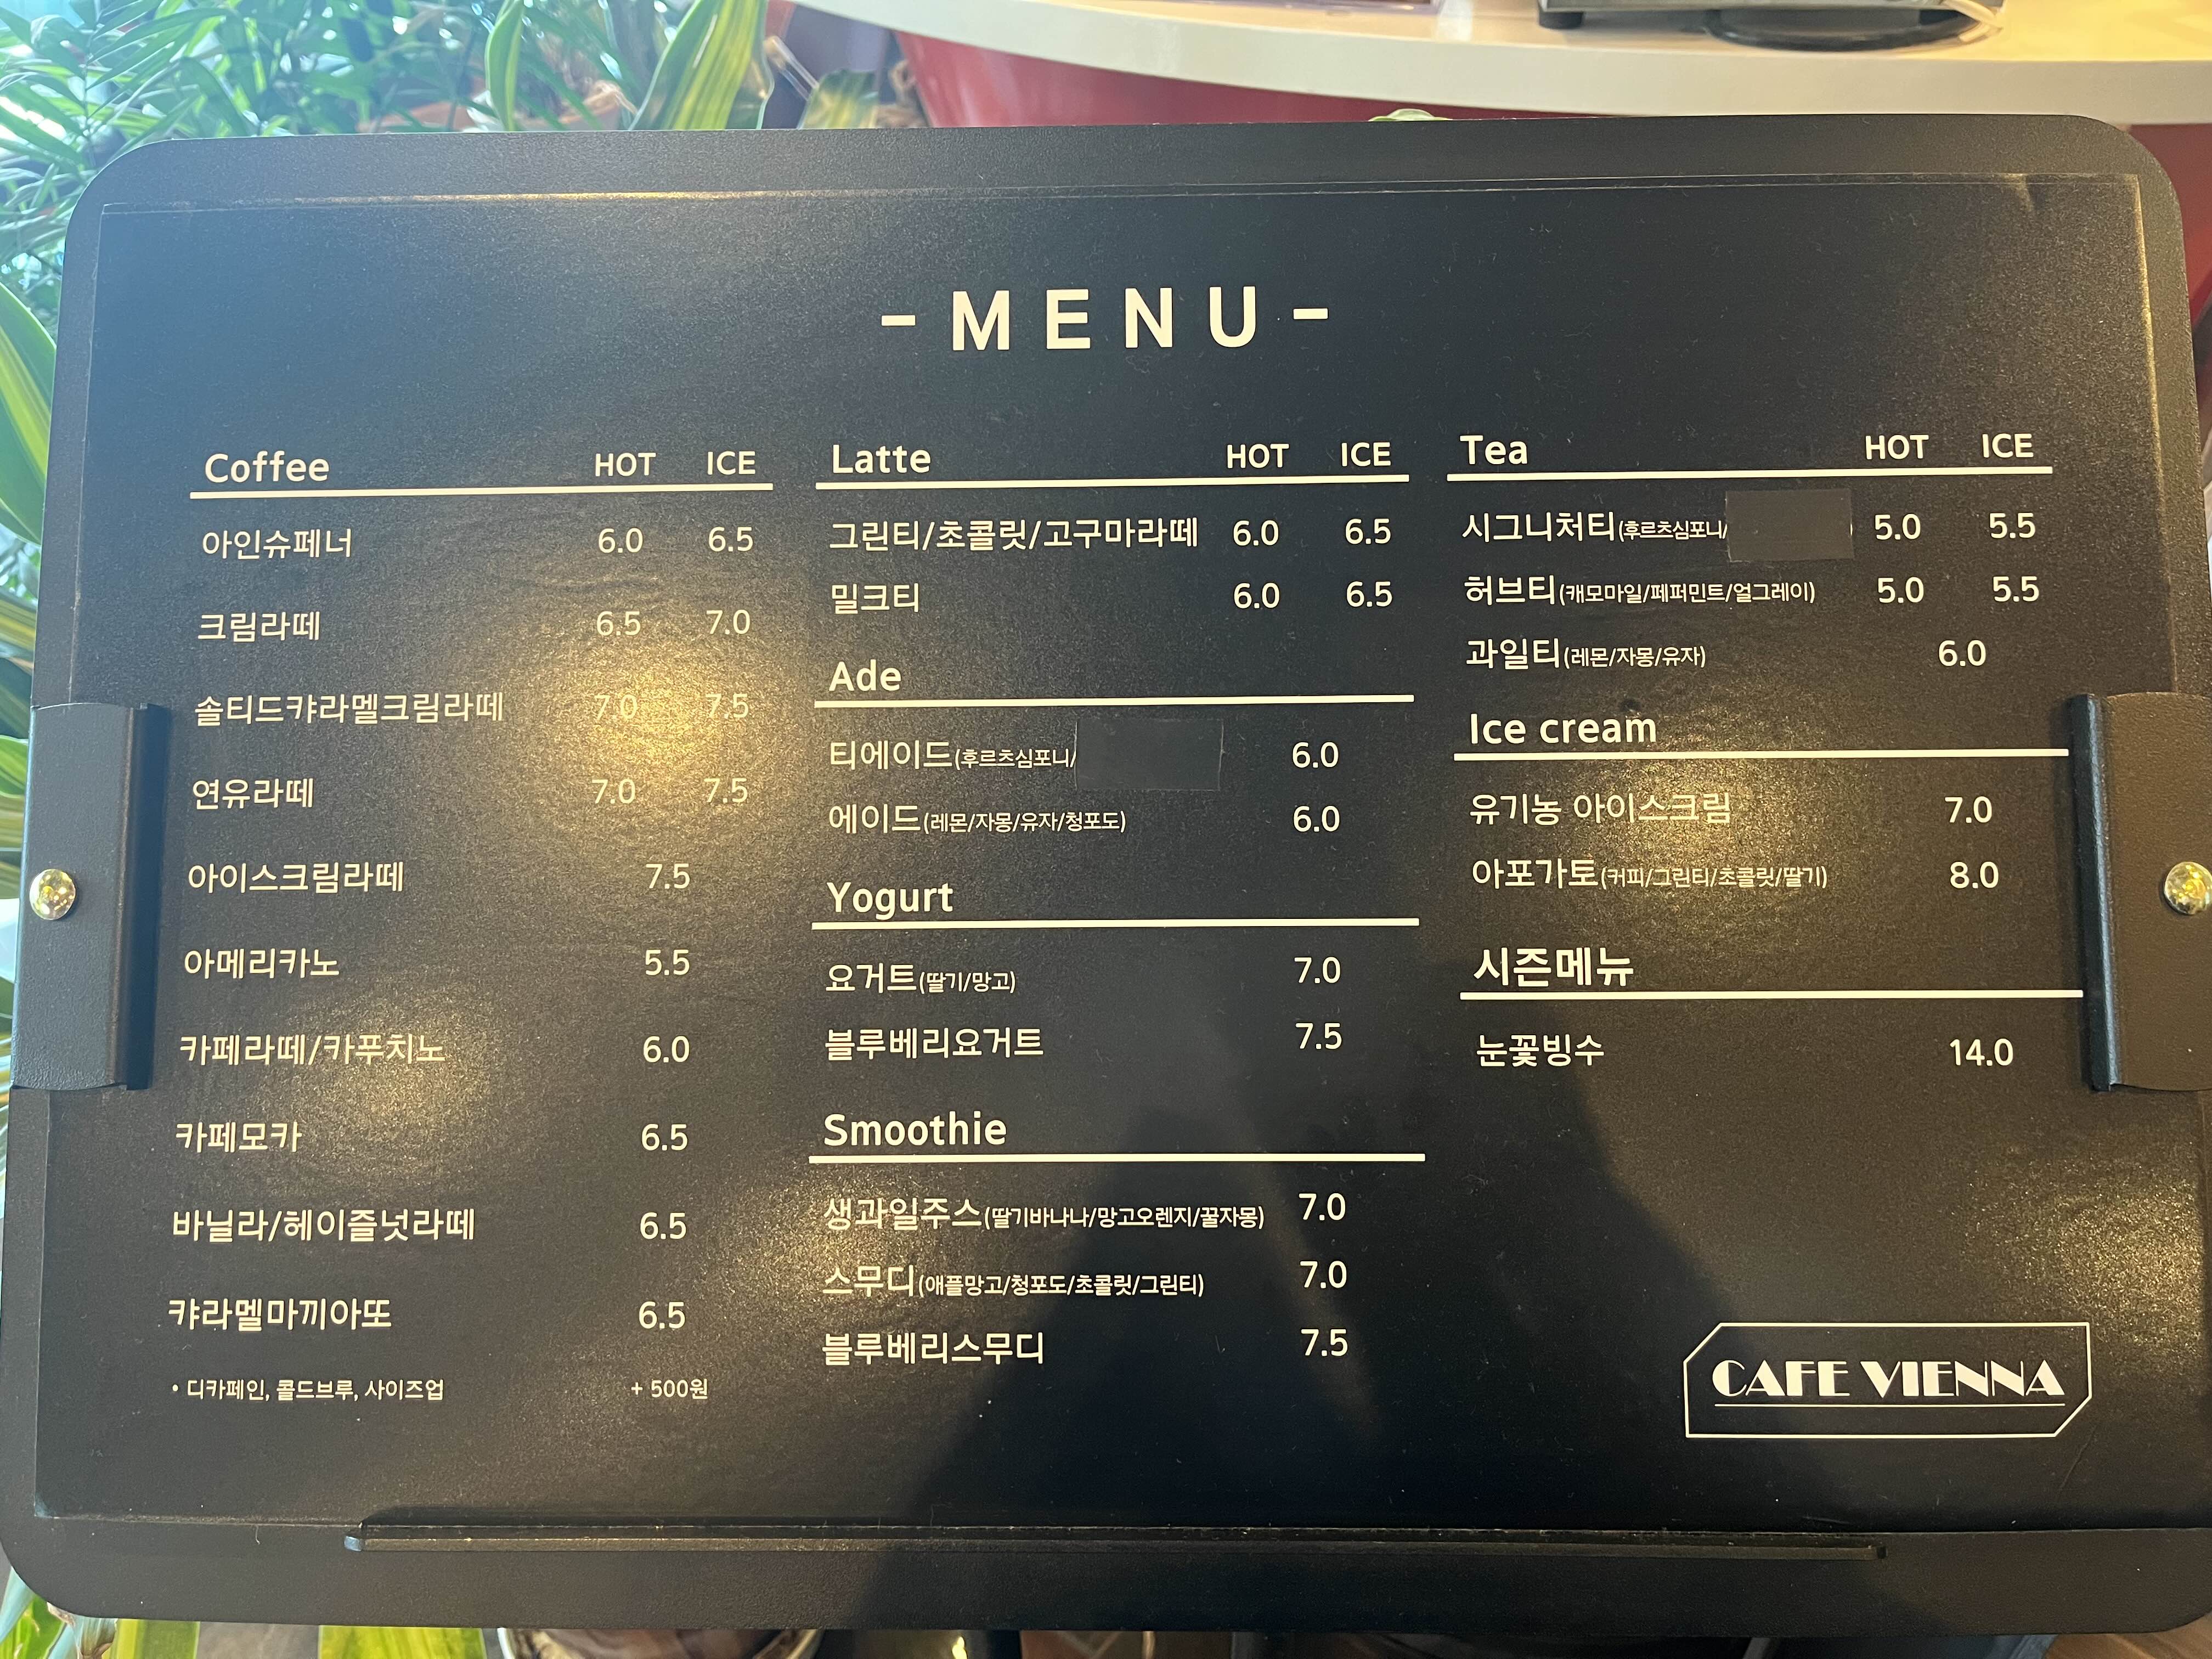 - MENU -
Coffee HOT ICE
아인슈페너 6.0 6.5
크림라떼 6.5 7.0
솔티드캬라멜크림라떼 7.0 7.5
연유라떼 7.0 7.5
아이스크림라떼 7.5
아메리카노 5.5
카페라떼/카푸치노 6.0
카페모카 6.5
바닐라/헤이즐넛라떼 6.5
캬라멜마끼아또 6.5
• 디카페인, 콜드브루, 사이즈업 + 500원
Latte HOT ICE
그린티/초콜릿/고구마라떼 6.0 6.5
밀크티 6.0 6.5
Ade
티에이드(후르츠심포니/ 6.0
에이드(레몬/자몽/유자/청포도) 6.0
Yogurt
요거트(딸기/망고) 7.0
블루베리요거트 7.5
Smoothie
생과일주스(딸기바나나/망고오렌지/꿀자몽) 7.0
스무디(애플망고/청포도/초콜릿/그린티) 7.0
블루베리스무디 7.5
Tea HOT ICE
시그니처티(후르츠심포니/ ) 5.0 5.5
허브티(캐모마일/페퍼민트/얼그레이) 5.0 5.5
과일티(레몬/자몽/유자) 6.0
Ice cream
유기농 아이스크림 7.0
아포가토(커피/그린티/초콜릿/딸기) 8.0
시즌메뉴
눈꽃빙수 14.0
CAFE VIENNA